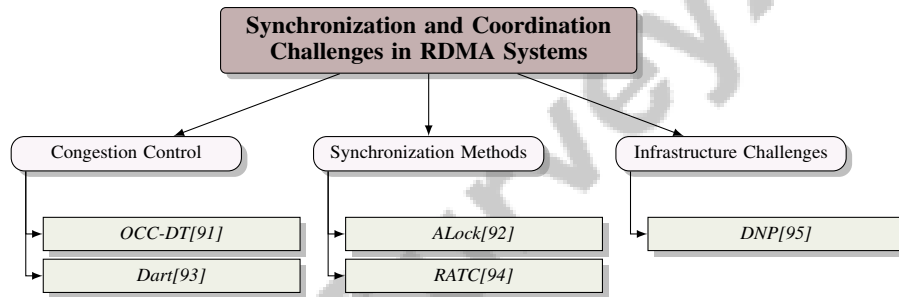 Synchronization and Coordination
Challenges in RDMA Systems
Congestion Control
Synchronization Methods
Infrastructure Challenges
OCC-DT[91]
ALock[92]
DNP[95]
Dart[93]
RATC[94]